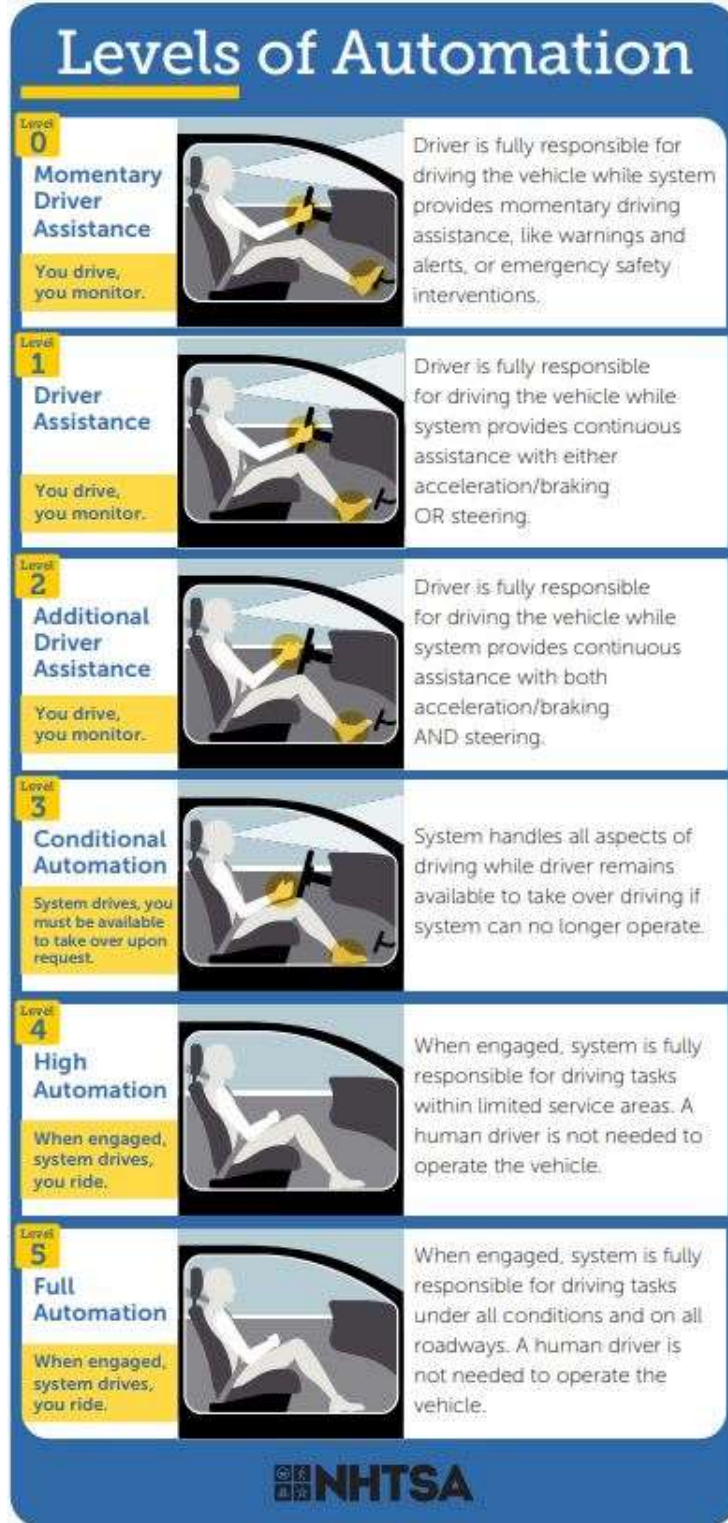 Levels of Automation
Level
0
Momentary
Driver
Assistance
You drive,
you monitor.
Driver is fully responsible for
driving the vehicle while system
provides momentary driving
assistance, like warnings and
alerts, or emergency safety
interventions.
Level
1
Driver
Assistance
You drive,
you monitor.
Driver is fully responsible
for driving the vehicle while
system provides continuous
assistance with either
acceleration/braking
OR steering.
Level
2
Additional
Driver
Assistance
You drive,
you monitor.
Driver is fully responsible
for driving the vehicle while
system provides continuous
assistance with both
acceleration/braking
AND steering.
Level
3
Conditional
Automation
System drives, you
must be available
to take over upon
request.
System handles all aspects of
driving while driver remains
available to take over driving if
system can no longer operate.
Level
4
High
Automation
When engaged,
system drives,
you ride.
When engaged, system is fully
responsible for driving tasks
within limited service areas. A
human driver is not needed to
operate the vehicle.
Level
5
Full
Automation
When engaged,
system drives,
you ride.
When engaged, system is fully
responsible for driving tasks
under all conditions and on all
roadways. A human driver is
not needed to operate the
vehicle.
NHTSA